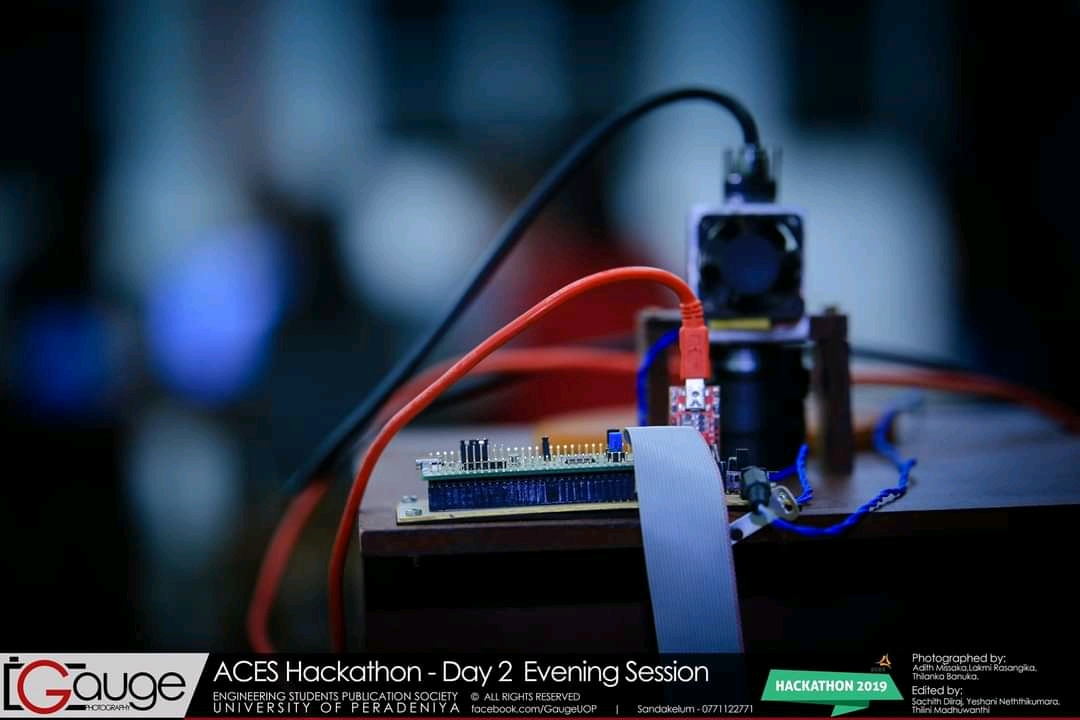 Gauge
PHOTOGRAPHY
ACES Hackathon - Day 2 Evening Session
ENGINEERING STUDENTS PUBLICATION SOCIETY © ALL RIGHTS RESERVED
UNIVERSITY OF PERADENIYA facebook.com/GaugeUOP | Sandakelum - 0771122771
aces
HACKATHON 2019
Photographed by:
Adith Missaka,Lakmi Rasangika,
Thilanka Banuka.
Edited by:
Sachith Dilraj, Yeshani Neththikumara,
Thilini Madhuwanthi